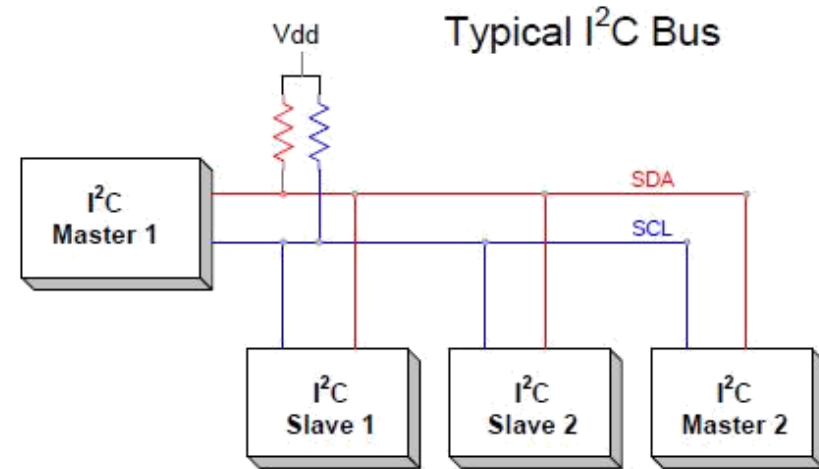 Typical I²C Bus
Vdd
SDA
I²C
Master 1
SCL
I²C
Slave 1
I²C
Slave 2
I²C
Master 2